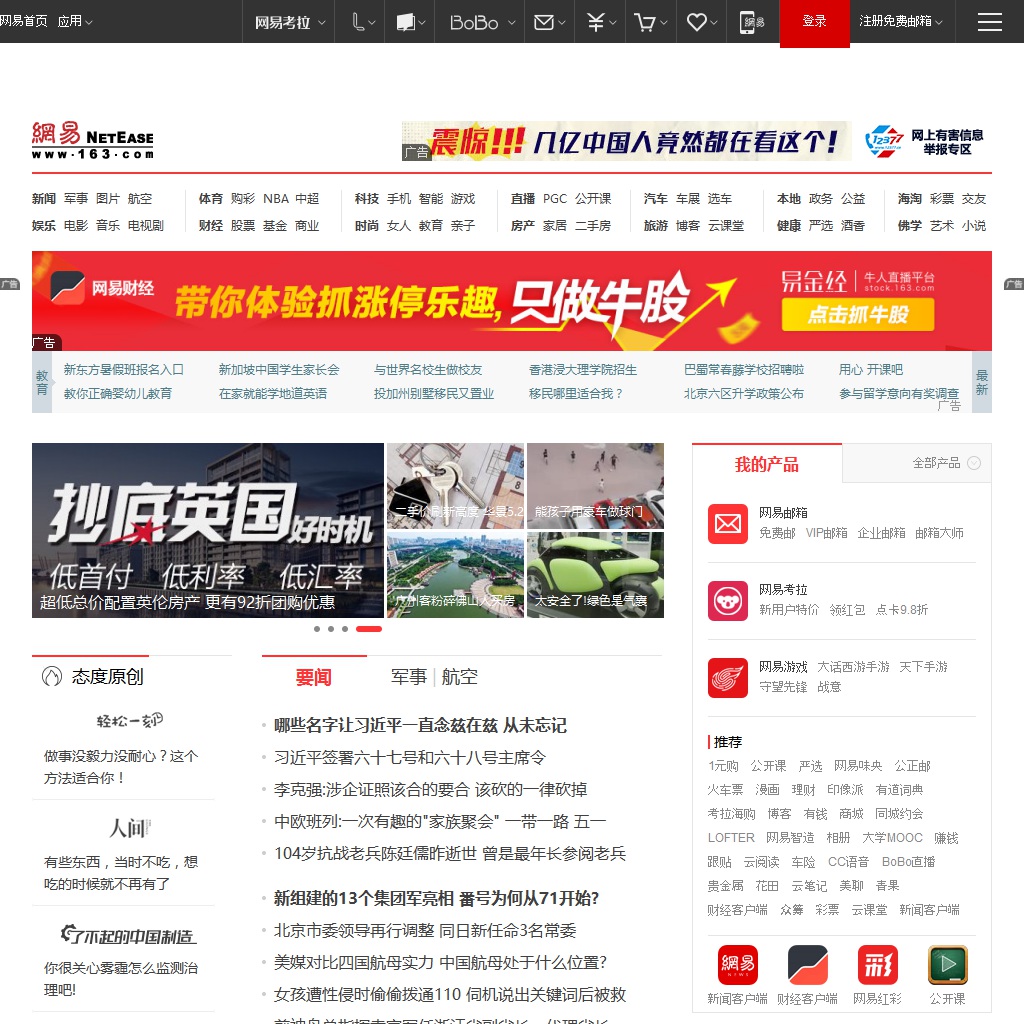 网易首页 应用 网易考拉 BoBo 網易 登录 注册免费邮箱
網易 NETEASE
www.163.com
广告 震惊!!! 几亿中国人竟然都在看这个!
12377 网上有害信息
举报专区
新闻 军事 图片 航空 体育 购彩 NBA 中超 科技 手机 智能 游戏 直播 PGC 公开课 汽车 车展 选车 本地 政务 公益 海淘 彩票 交友
娱乐 电影 音乐 电视剧 财经 股票 基金 商业 时尚 女人 教育 亲子 房产 家居 二手房 旅游 博客 云课堂 健康 严选 酒香 佛学 艺术 小说
广告
广告
网易财经 带你体验抓涨停乐趣,只做牛股 易金经 牛人直播平台
stock.163.com
点击抓牛股
广告
教育 新东方暑假班报名入口 新加坡中国学生家长会 与世界名校生做校友 香港浸大理学院招生 巴蜀常春藤学校招聘啦 用心 开课吧 最新
教你正确婴幼儿教育 在家就能学地道英语 投加州别墅移民又置业 移民哪里适合我？ 北京六区升学政策公布 参与留学意向有奖调查
广告
抄底英国好时机
低首付 低利率 低汇率
超低总价配置英伦房产 更有92折团购优惠
二手价刷新高度 华景5.2
熊孩子用豪车做球门
广州客粉碎佛山人买房
太安全了!绿色是气囊
我的产品 全部产品
网易邮箱
免费邮 VIP邮箱 企业邮箱 邮箱大师
网易考拉
新用户特价 领红包 点卡9.8折
网易游戏 大话西游手游 天下手游
守望先锋 战意
推荐
1元购 公开课 严选 网易味央 公正邮
火车票 漫画 理财 印像派 有道词典
考拉海购 博客 有钱 商城 同城约会
LOFTER 网易智造 相册 大学MOOC 赚钱
跟贴 云阅读 车险 CC语音 BoBo直播
贵金属 花田 云笔记 美聊 青果
财经客户端 众筹 彩票 云课堂 新闻客户端
網易
NEWS
彩
新闻客户端 财经客户端 网易红彩 公开课
态度原创
轻松一刻
做事没毅力没耐心？这个
方法适合你！
人间
有些东西，当时不吃，想
吃的时候就不再有了
了不起的中国制造
你很关心雾霾怎么监测治
理吧!
要闻 军事 航空
哪些名字让习近平一直念兹在兹 从未忘记
习近平签署六十七号和六十八号主席令
李克强:涉企证照该合的要合 该砍的一律砍掉
中欧班列:一次有趣的"家族聚会" 一带一路 五一
104岁抗战老兵陈廷儒昨逝世 曾是最年长参阅老兵
新组建的13个集团军亮相 番号为何从71开始?
北京市委领导再行调整 同日新任命3名常委
美媒对比四国航母实力 中国航母处于什么位置?
女孩遭性侵时偷偷拨通110 伺机说出关键词后被救